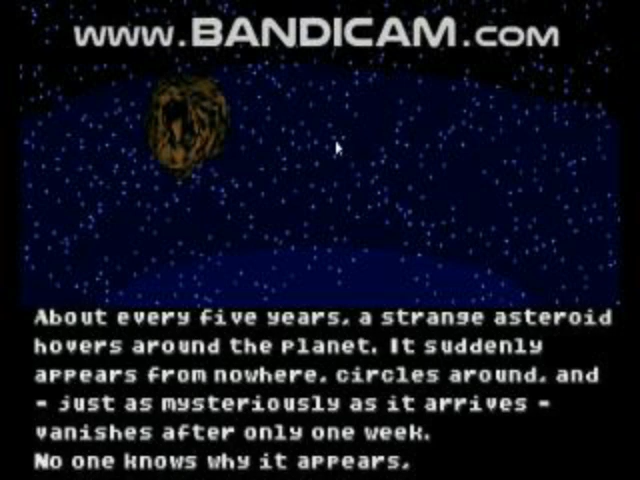 www.BANDICAM.com
About every five years, a strange asteroid
hovers around the planet. It suddenly
appears from nowhere, circles around, and
- just as mysteriously as it arrives -
vanishes after only one week.
No one knows why it appears.